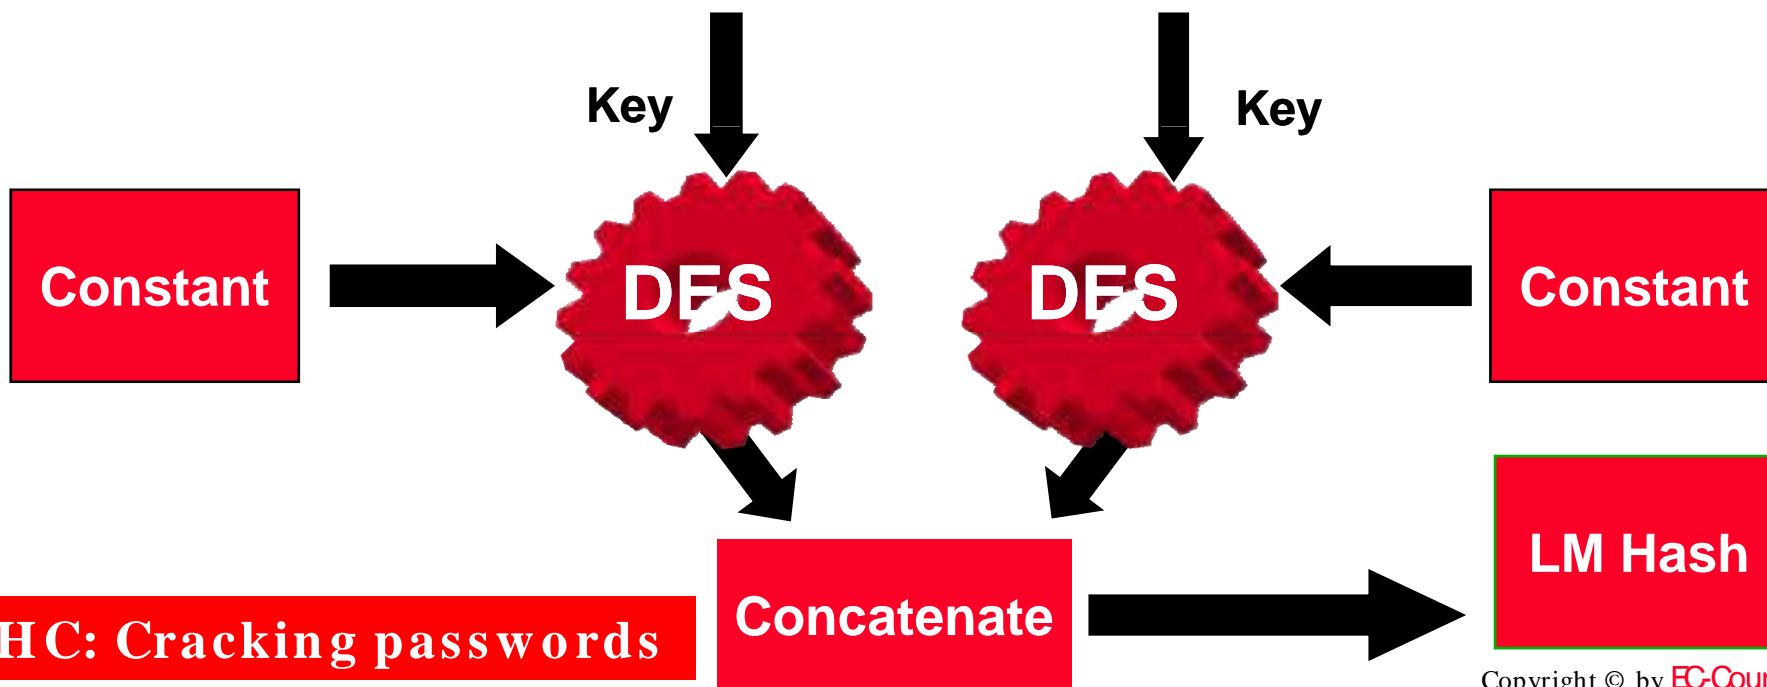 Key Key
Constant DES DES Constant
LM Hash
Concatenate
HC: Cracking passwords
Copyright © by